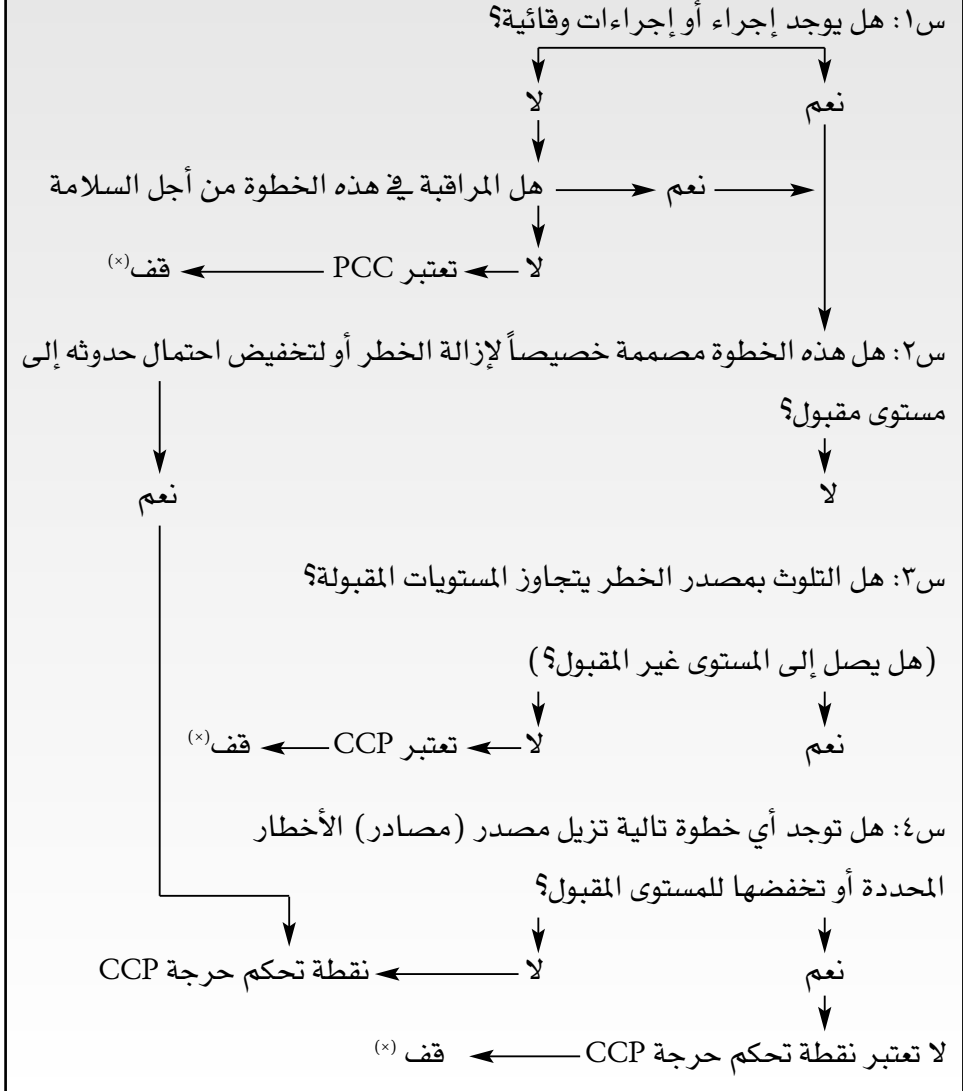 س١: هل يوجد إجراء أو إجراءات وقائية؟
نعم لا
هل المراقبة في هذه الخطوة من أجل السلامة نعم
لا تعتبر PCC قف(×)
س٢: هل هذه الخطوة مصممة خصيصاً لإزالة الخطر أو لتخفيض احتمال حدوثه إلى
مستوى مقبول؟
لا نعم
س٣: هل التلوث بمصدر الخطر يتجاوز المستويات المقبولة؟
(هل يصل إلى المستوى غير المقبول؟)
نعم لا تعتبر CCP قف(×)
س٤: هل توجد أي خطوة تالية تزيل مصدر (مصادر) الأخطار
المحددة أو تخفضها للمستوى المقبول؟
نعم لا نقطة تحكم حرجة CCP
لا تعتبر نقطة تحكم حرجة CCP قف (×)